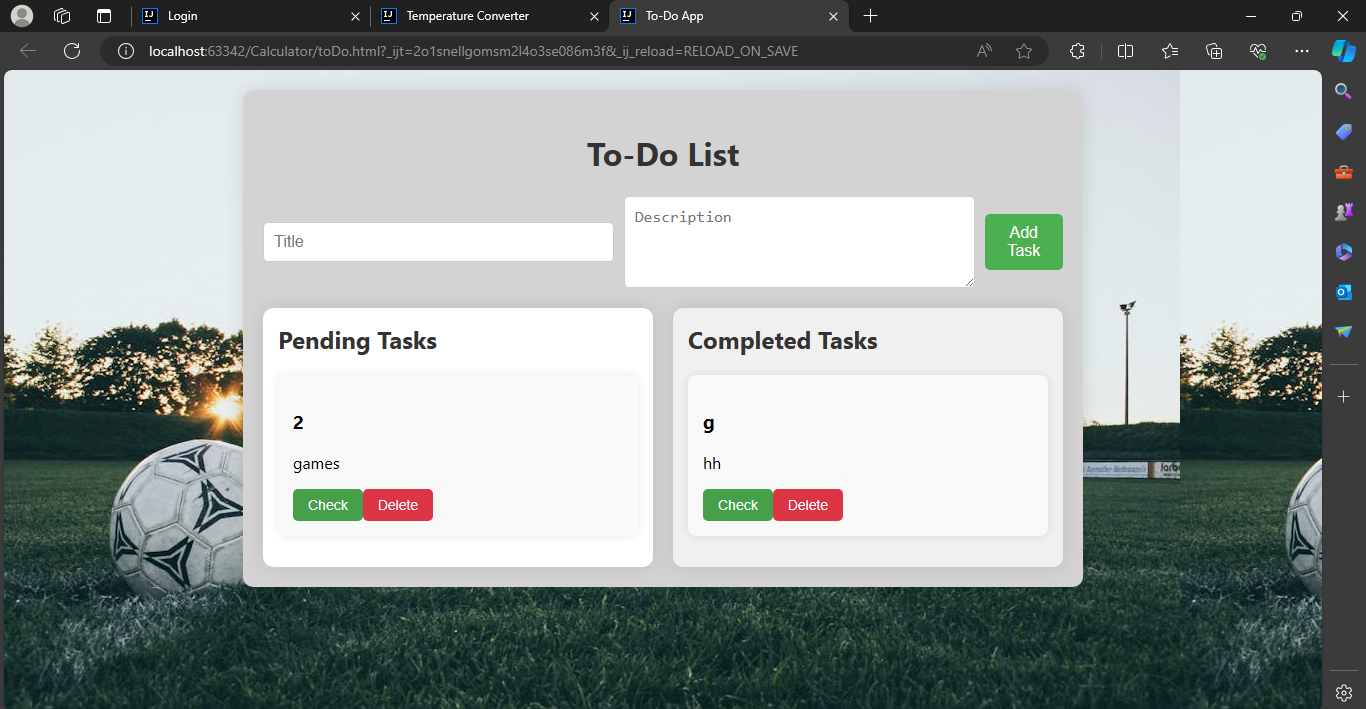 Login
Temperature Converter
To-Do App
localhost:63342/Calculator/toDo.html?_ijt=2o1snellgomsm2l4o3se086m3f&_ij_reload=RELOAD_ON_SAVE
To-Do List
Title
Description
Add
Task
Pending Tasks
2
games
Check Delete
Completed Tasks
g
hh
Check Delete